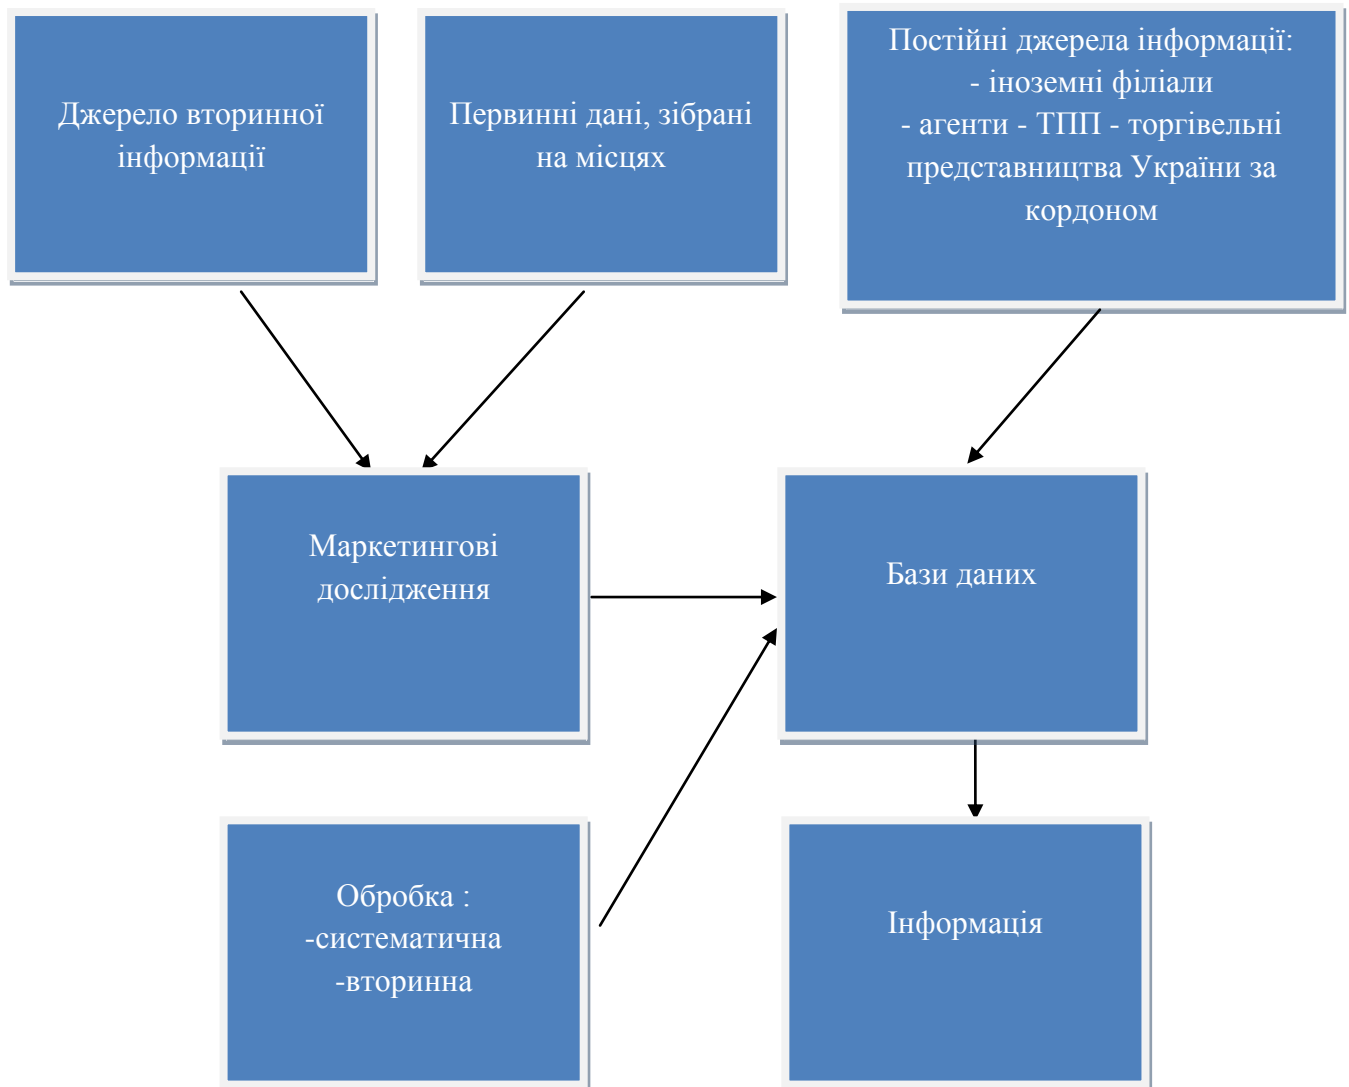 Джерело вторинної
інформації
Первинні дані, зібрані
на місцях
Постійні джерела інформації:
- іноземні філіали
- агенти - ТПП - торгівельні
представництва України за
кордоном
Маркетингові
дослідження
Бази даних
Обробка :
-систематична
-вторинна
Інформація